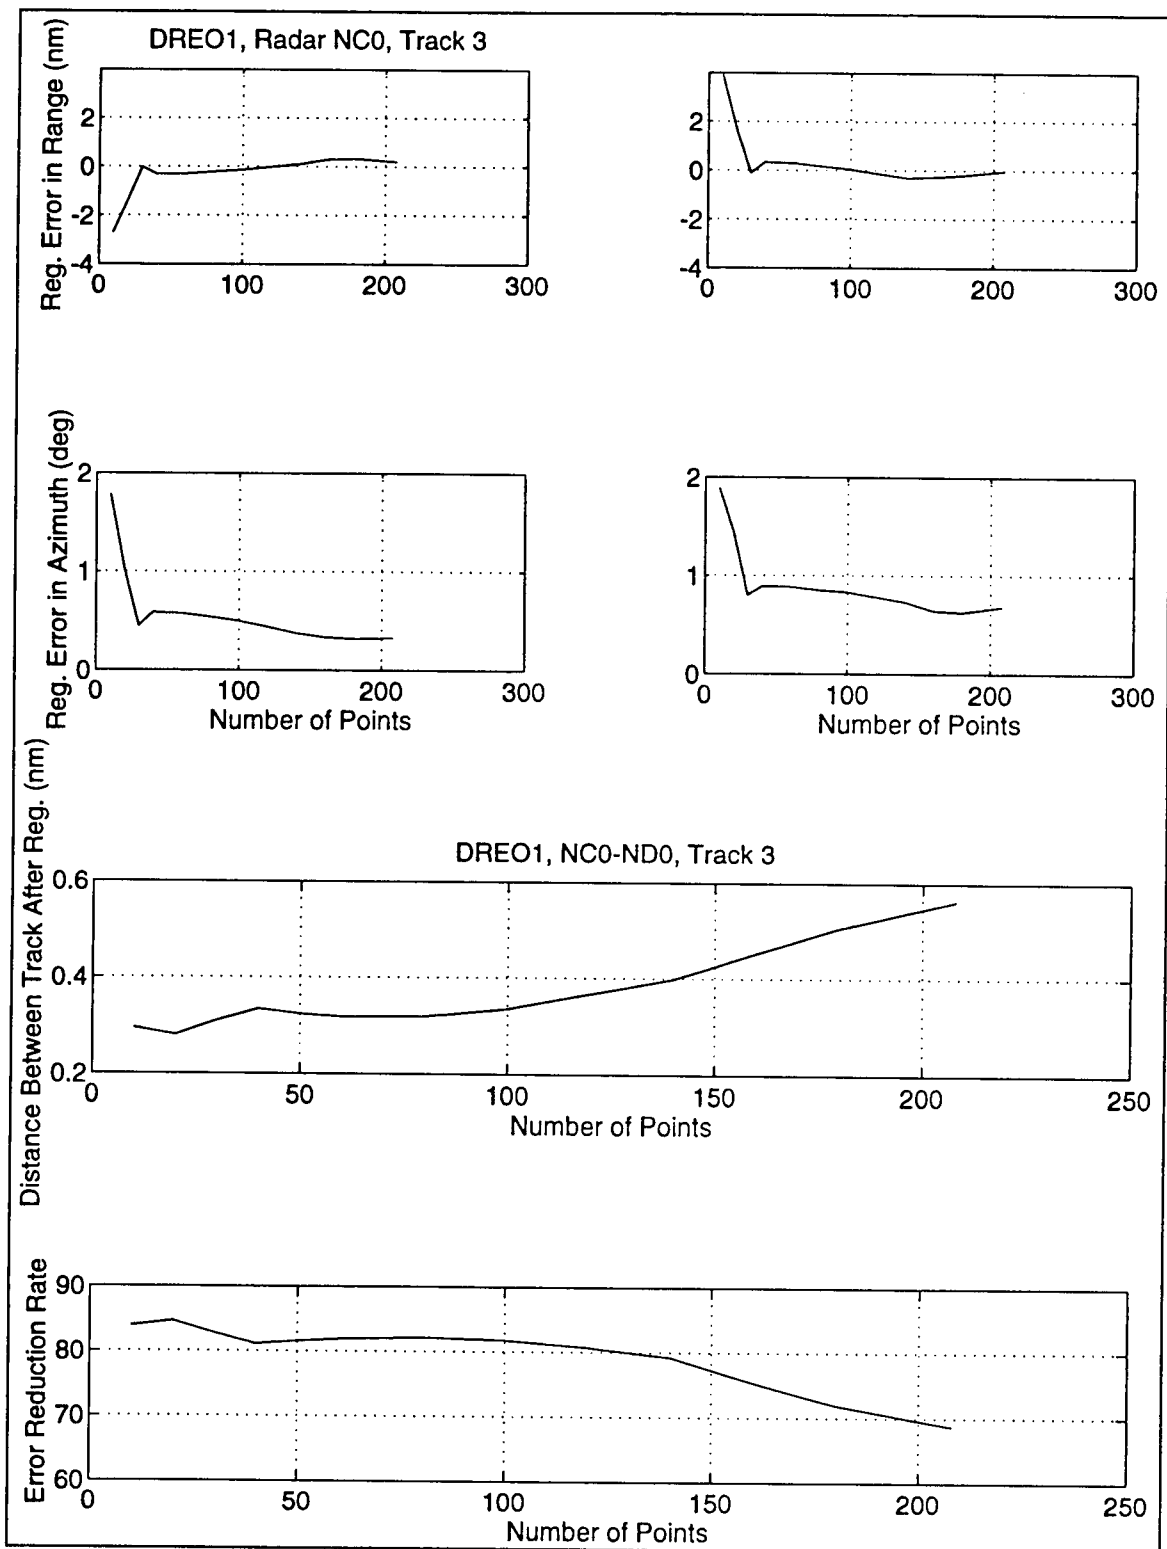 DREO1, Radar NC0, Track 3
Reg. Error in Range (nm)
2
0
-2
-4
0 100 200 300
2
0
-2
-4
0 100 200 300
Reg. Error in Azimuth (deg)
2
1
0
0 100 200 300
Number of Points
2
1
0
0 100 200 300
Number of Points
Distance Between Track After Reg. (nm)
DREO1, NC0-ND0, Track 3
0.6
0.4
0.2
0 50 100 150 200 250
Number of Points
Error Reduction Rate
90
80
70
60
0 50 100 150 200 250
Number of Points